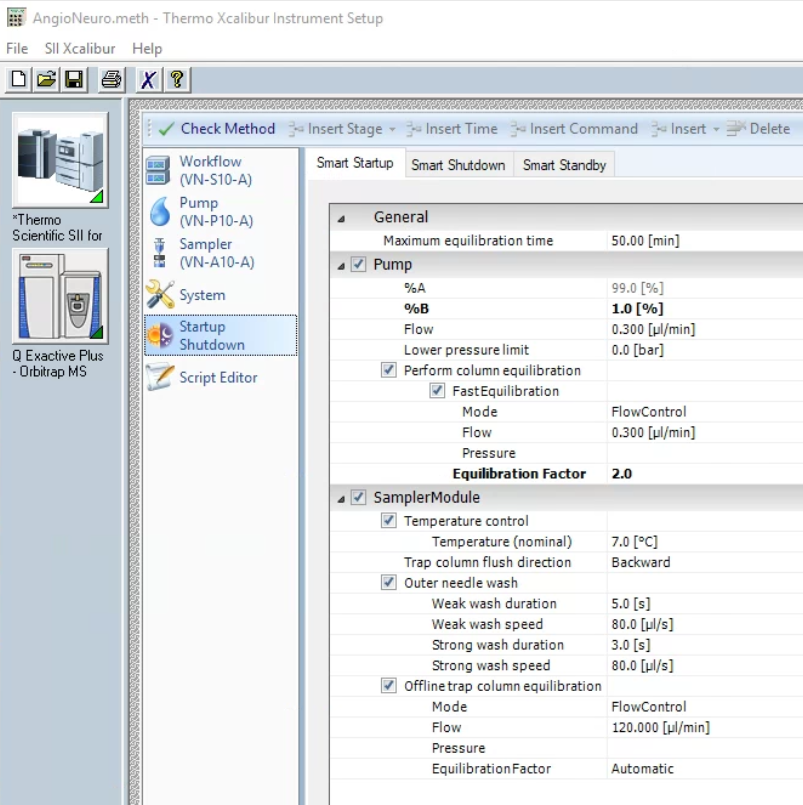 AngioNeuro.meth - Thermo Xcalibur Instrument Setup
File SII Xcalibur Help
Check Method Insert Stage Insert Time Insert Command Insert Delete
*Thermo
Scientific SII for
Q Exactive Plus
- Orbitrap MS
Workflow
(VN-S10-A)
Pump
(VN-P10-A)
Sampler
(VN-A10-A)
System
Startup
Shutdown
Script Editor
Smart Startup Smart Shutdown Smart Standby
General
Maximum equilibration time 50.00 [min]
Pump
%A 99.0 [%]
%B 1.0 [%]
Flow 0.300 [µl/min]
Lower pressure limit 0.0 [bar]
Perform column equilibration
FastEquilibration
Mode FlowControl
Flow 0.300 [µl/min]
Pressure
Equilibration Factor 2.0
SamplerModule
Temperature control
Temperature (nominal) 7.0 [°C]
Trap column flush direction Backward
Outer needle wash
Weak wash duration 5.0 [s]
Weak wash speed 80.0 [µl/s]
Strong wash duration 3.0 [s]
Strong wash speed 80.0 [µl/s]
Offline trap column equilibration
Mode FlowControl
Flow 120.000 [µl/min]
Pressure
EquilibrationFactor Automatic